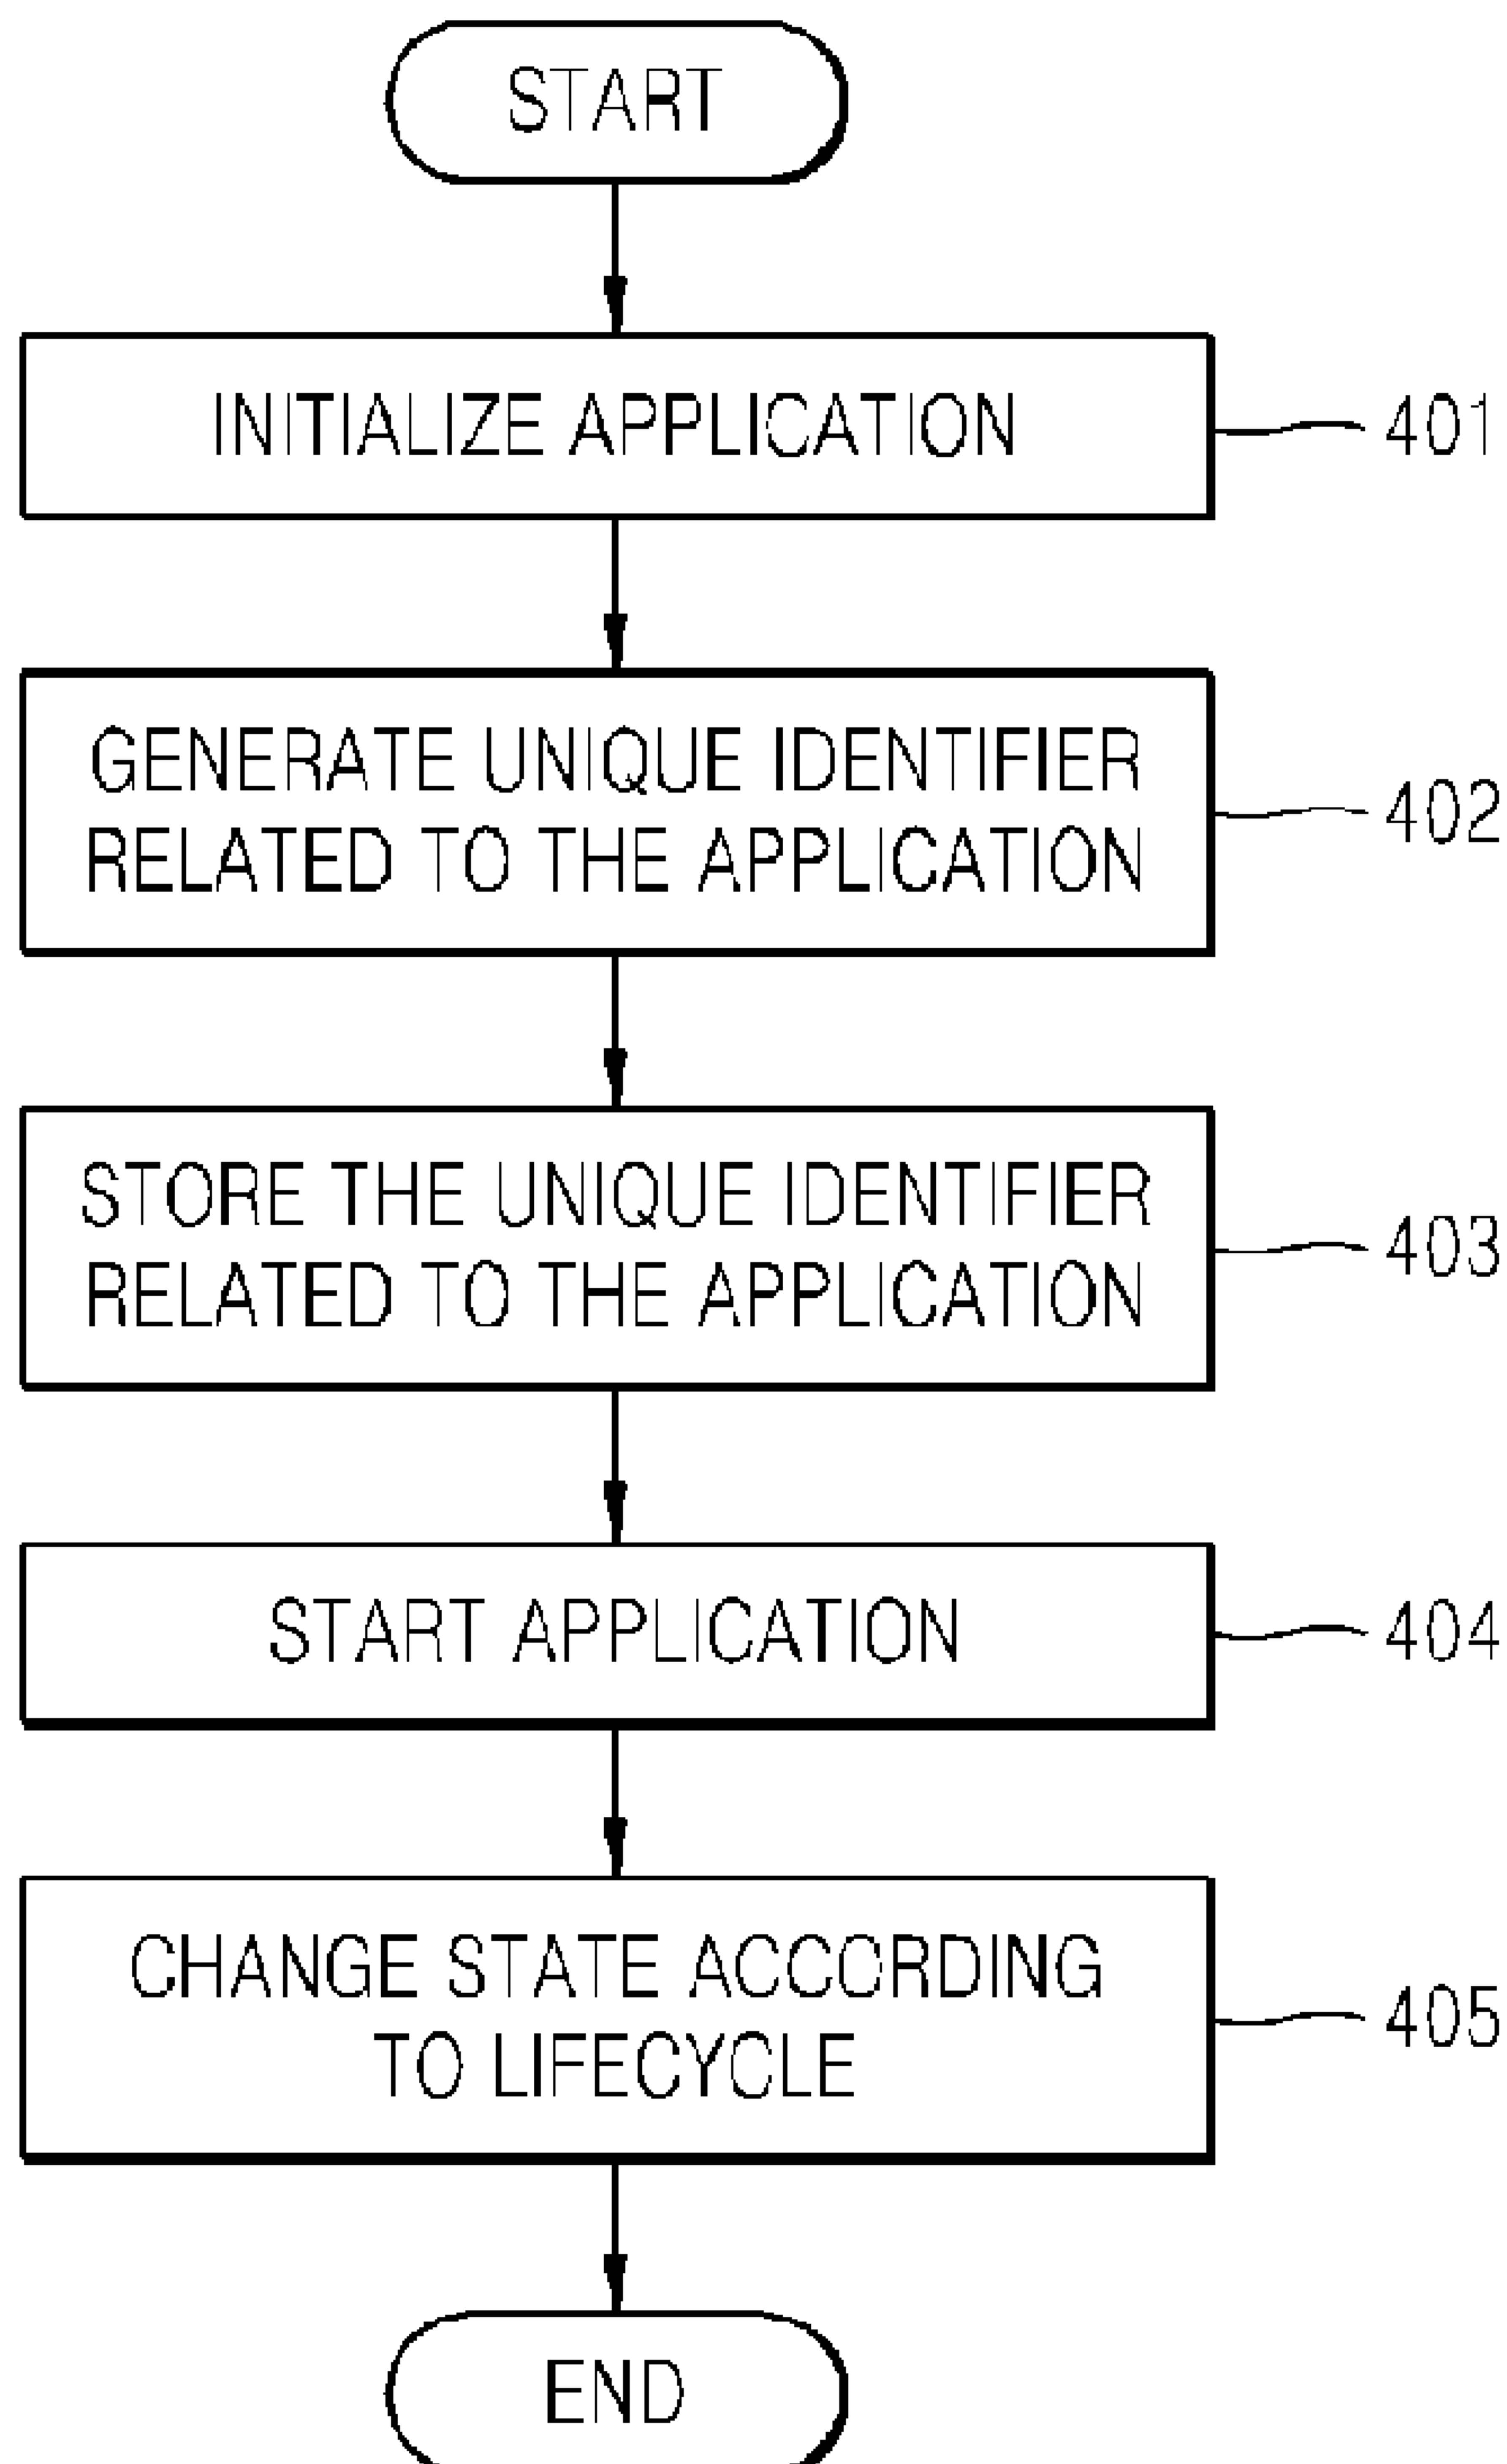 START
INITIALIZE APPLICATION
401
GENERATE UNIQUE IDENTIFIER
RELATED TO THE APPLICATION
402
STORE THE UNIQUE IDENTIFIER
RELATED TO THE APPLICATION
403
START APPLICATION
404
CHANGE STATE ACCORDING
TO LIFECYCLE
405
END